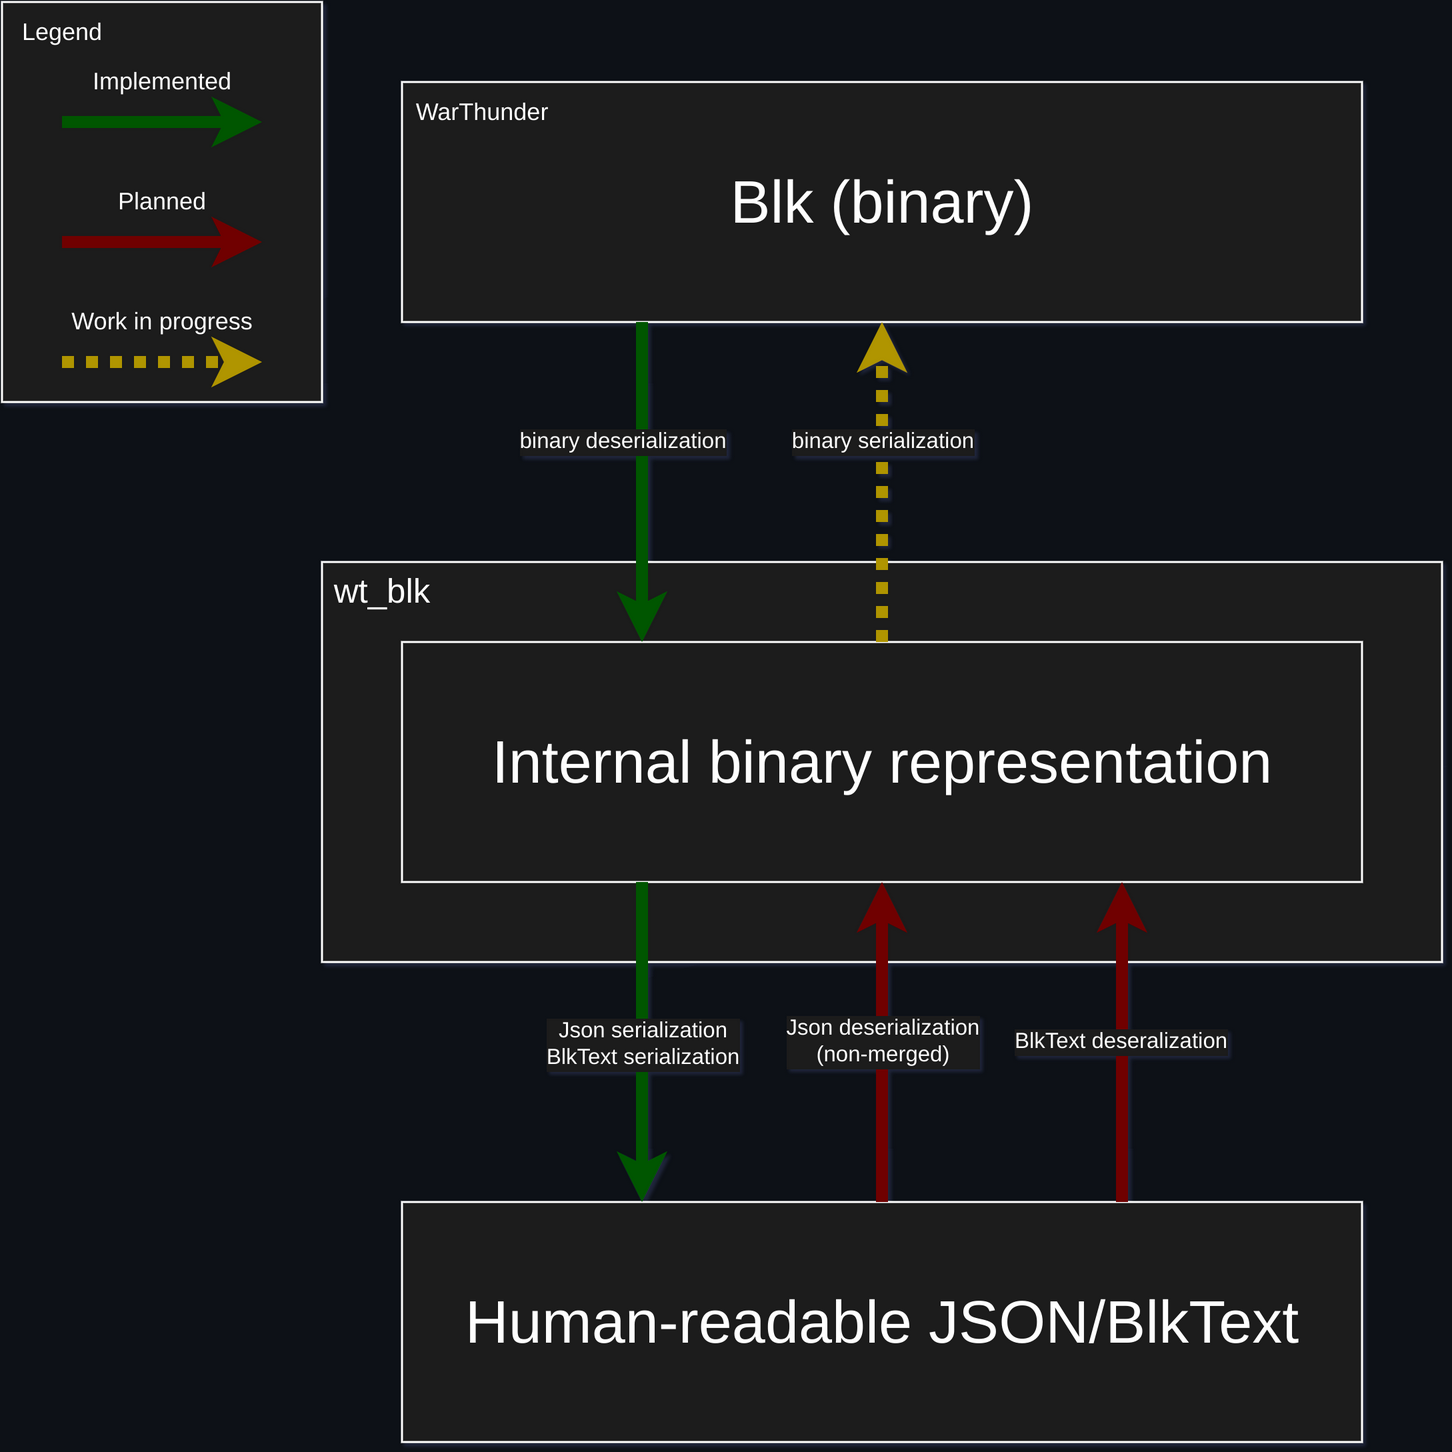 Legend
Implemented
Planned
Work in progress
WarThunder
Blk (binary)
binary deserialization
binary serialization
wt_blk
Internal binary representation
Json serialization
BlkText serialization
Json deserialization
(non-merged)
BlkText deseralization
Human-readable JSON/BlkText